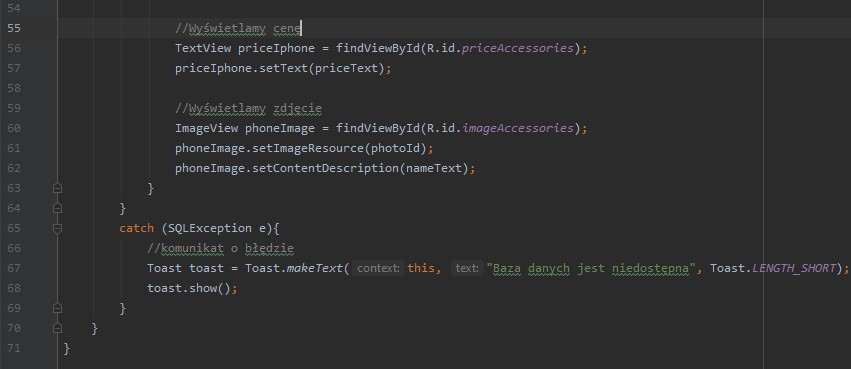 54
55 //Wyświetlamy cenę
56 TextView priceIphone = findViewById(R.id.priceAccessories);
57 priceIphone.setText(priceText);
58
59 //Wyświetlamy zdjęcie
60 ImageView phoneImage = findViewById(R.id.imageAccessories);
61 phoneImage.setImageResource(photoId);
62 phoneImage.setContentDescription(nameText);
63 }
64 }
65 catch (SQLException e){
66 //komunikat o błędzie
67 Toast toast = Toast.makeText( context: this, text: "Baza danych jest niedostępna", Toast.LENGTH_SHORT);
68 toast.show();
69 }
70 }
71 }